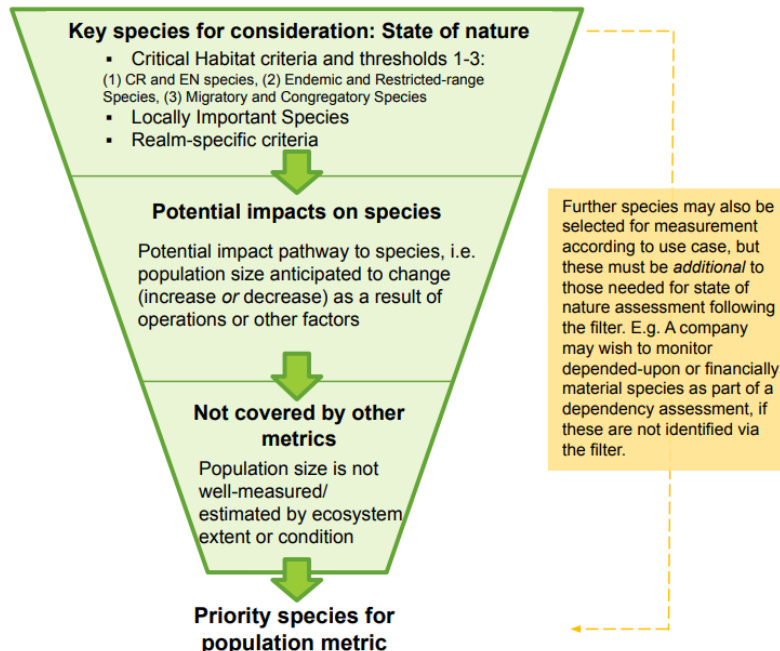 Key species for consideration: State of nature
▪ Critical Habitat criteria and thresholds 1-3:
(1) CR and EN species, (2) Endemic and Restricted-range
Species, (3) Migratory and Congregatory Species
▪ Locally Important Species
▪ Realm-specific criteria
Potential impacts on species
Potential impact pathway to species, i.e.
population size anticipated to change
(increase or decrease) as a result of
operations or other factors
Not covered by other
metrics
Population size is not
well-measured/
estimated by ecosystem
extent or condition
Priority species for
population metric
Further species may also be
selected for measurement
according to use case, but
these must be additional to
those needed for state of
nature assessment following
the filter. E.g. A company
may wish to monitor
depended-upon or financially
material species as part of a
dependency assessment, if
these are not identified via
the filter.